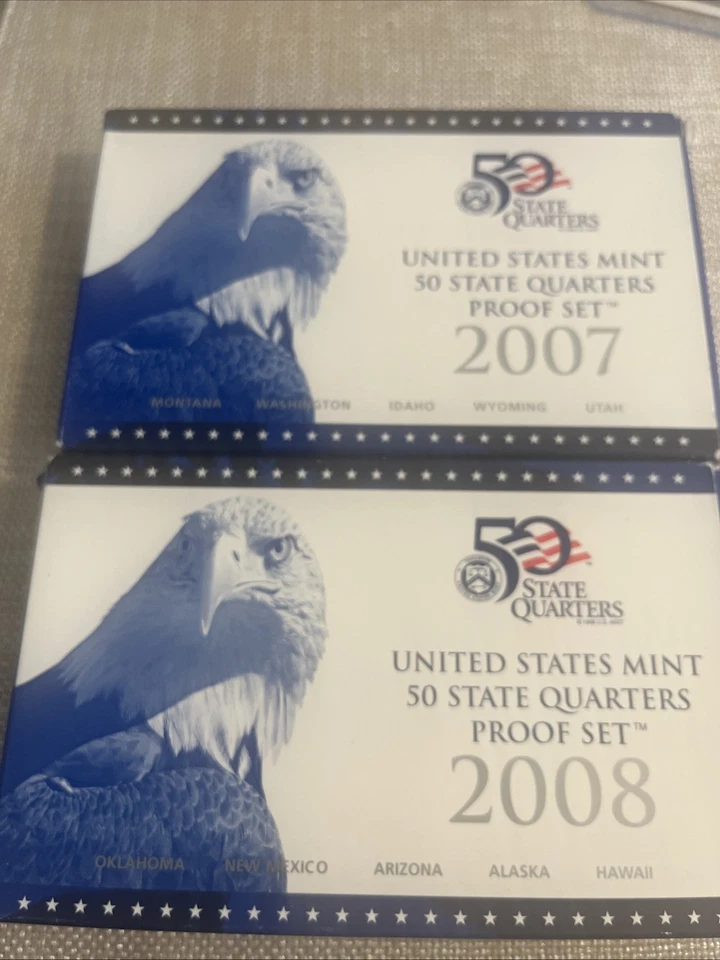 50
STATE
QUARTERS
UNITED STATES MINT
50 STATE QUARTERS
PROOF SET™
2007
MONTANA WASHINGTON IDAHO WYOMING UTAH
50
STATE
QUARTERS
UNITED STATES MINT
50 STATE QUARTERS
PROOF SET™
2008
OKLAHOMA NEW MEXICO ARIZONA ALASKA HAWAII